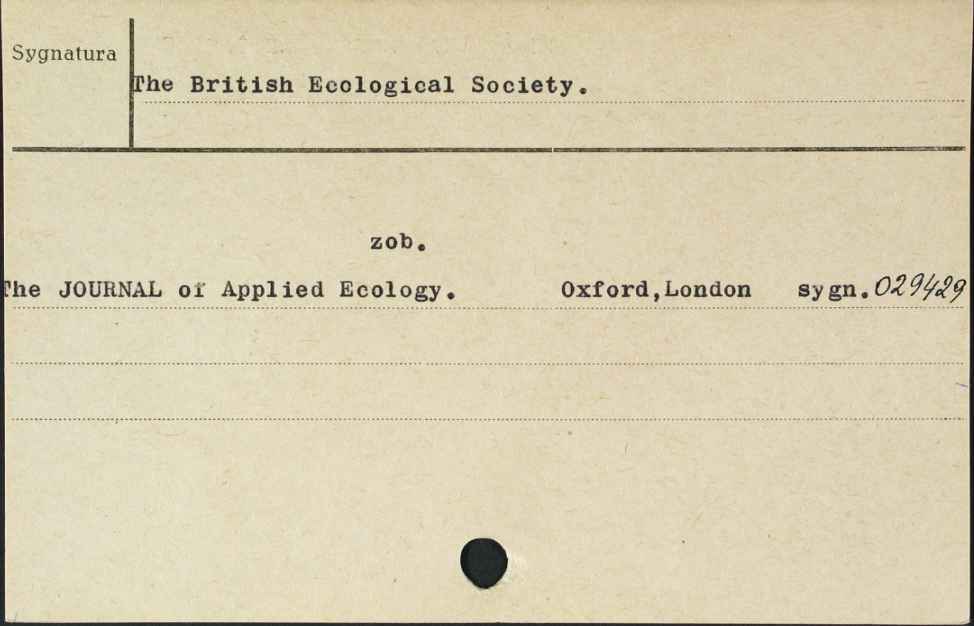 Sygnatura
The British Ecological Society.
zob.
The JOURNAL of Applied Ecology. Oxford,London sygn. 029429